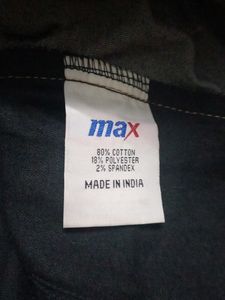 max
80% COTTON
18% POLYESTER
2% SPANDEX
MADE IN INDIA